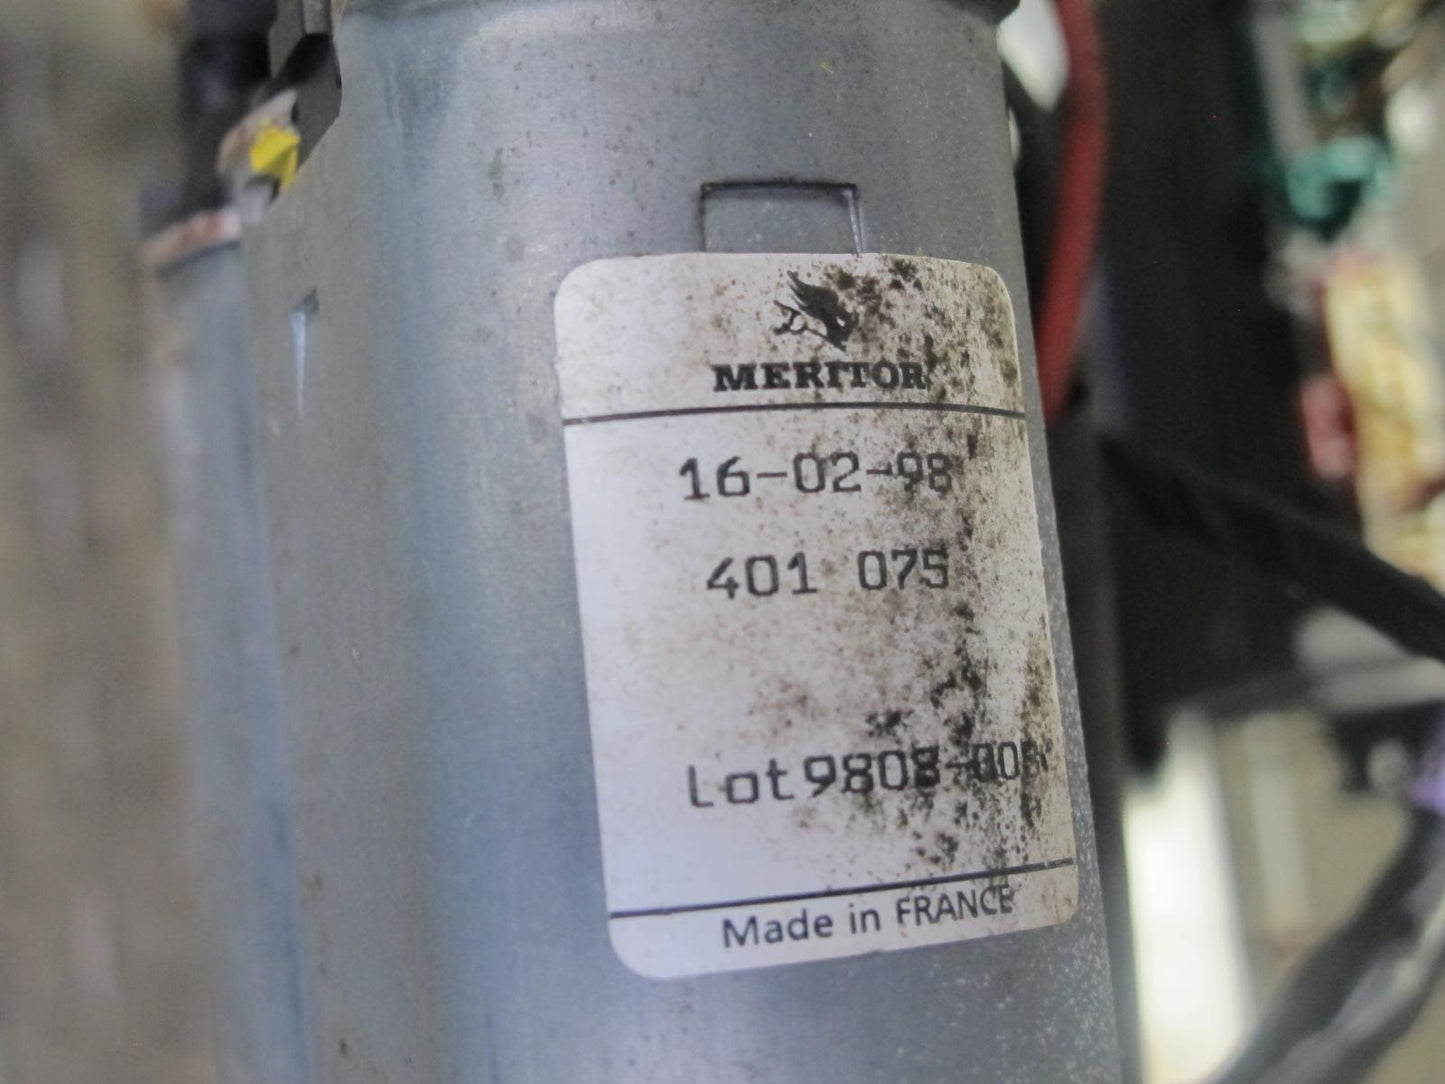 MERITOR
16-02-98
401 075
Made in FRANCE